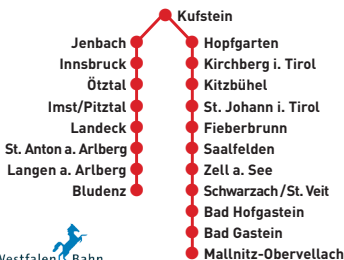 Kufstein
Jenbach
Innsbruck
Ötztal
Imst/Pitztal
Landeck
St. Anton a. Arlberg
Langen a. Arlberg
Bludenz
Hopfgarten
Kirchberg i. Tirol
Kitzbühel
St. Johann i. Tirol
Fieberbrunn
Saalfelden
Zell a. See
Schwarzach/St. Veit
Bad Hofgastein
Bad Gastein
Mallnitz-Obervellach
WestfalenBahn